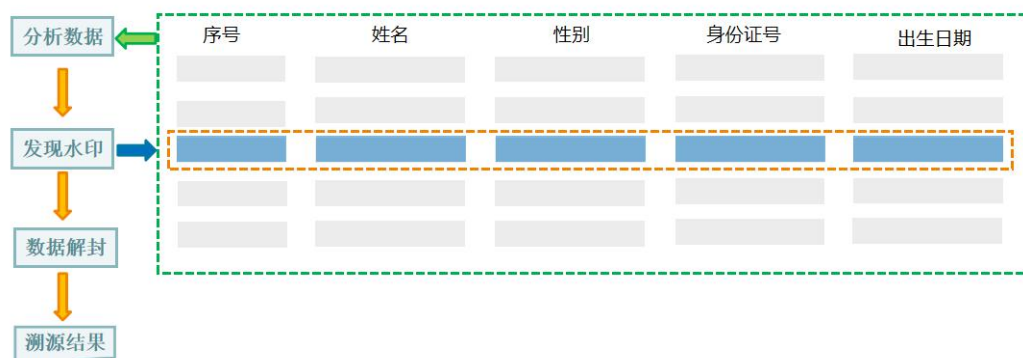 分析数据
序号 姓名 性别 身份证号 出生日期
发现水印
数据解封
溯源结果